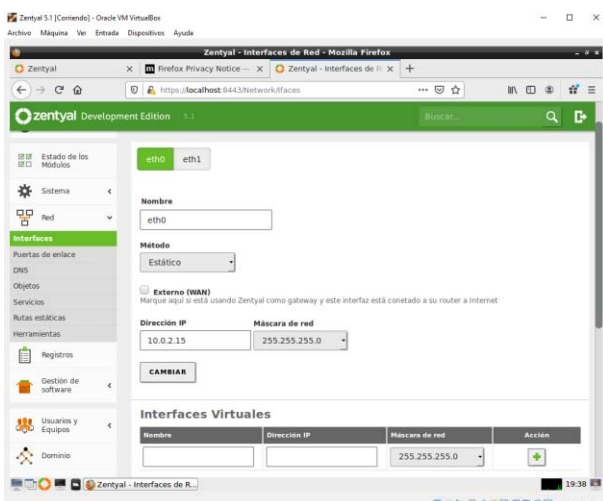 Zentyal 5.1 [Corriendo] - Oracle VM VirtualBox
Archivo Máquina Ver Entrada Dispositivos Ayuda
Zentyal - Interfaces de Red - Mozilla Firefox
Zentyal
Firefox Privacy Notice —
Zentyal - Interfaces de R
https://localhost:8443/Network/Ifaces
zentyal Development Edition 5.1
Buscar...
Estado de los
Módulos
Sistema
Red
Interfaces
Puertas de enlace
DNS
Objetos
Servicios
Rutas estáticas
Herramientas
Registros
Gestión de
software
Usuarios y
Equipos
Dominio
eth0 eth1
Nombre
eth0
Método
Estático
Externo (WAN)
Marque aquí si está usando Zentyal como gateway y este interfaz está conetado a su router a Internet
Dirección IP Máscara de red
10.0.2.15 255.255.255.0
CAMBIAR
Interfaces Virtuales
Nombre Dirección IP Máscara de red Acción
255.255.255.0
Zentyal - Interfaces de R...
19:38